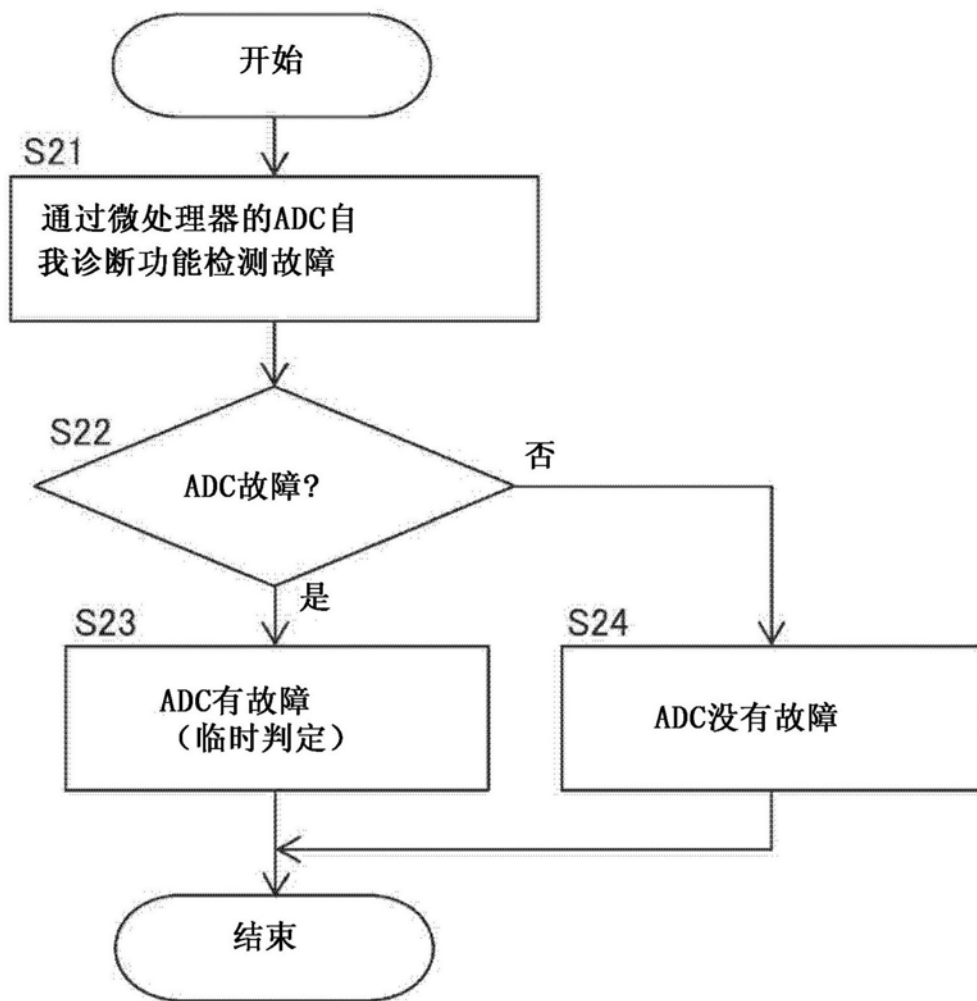 开始
S21
通过微处理器的ADC自
我诊断功能检测故障
S22
ADC故障?
否
是
S23
ADC有故障
(临时判定)
S24
ADC没有故障
结束